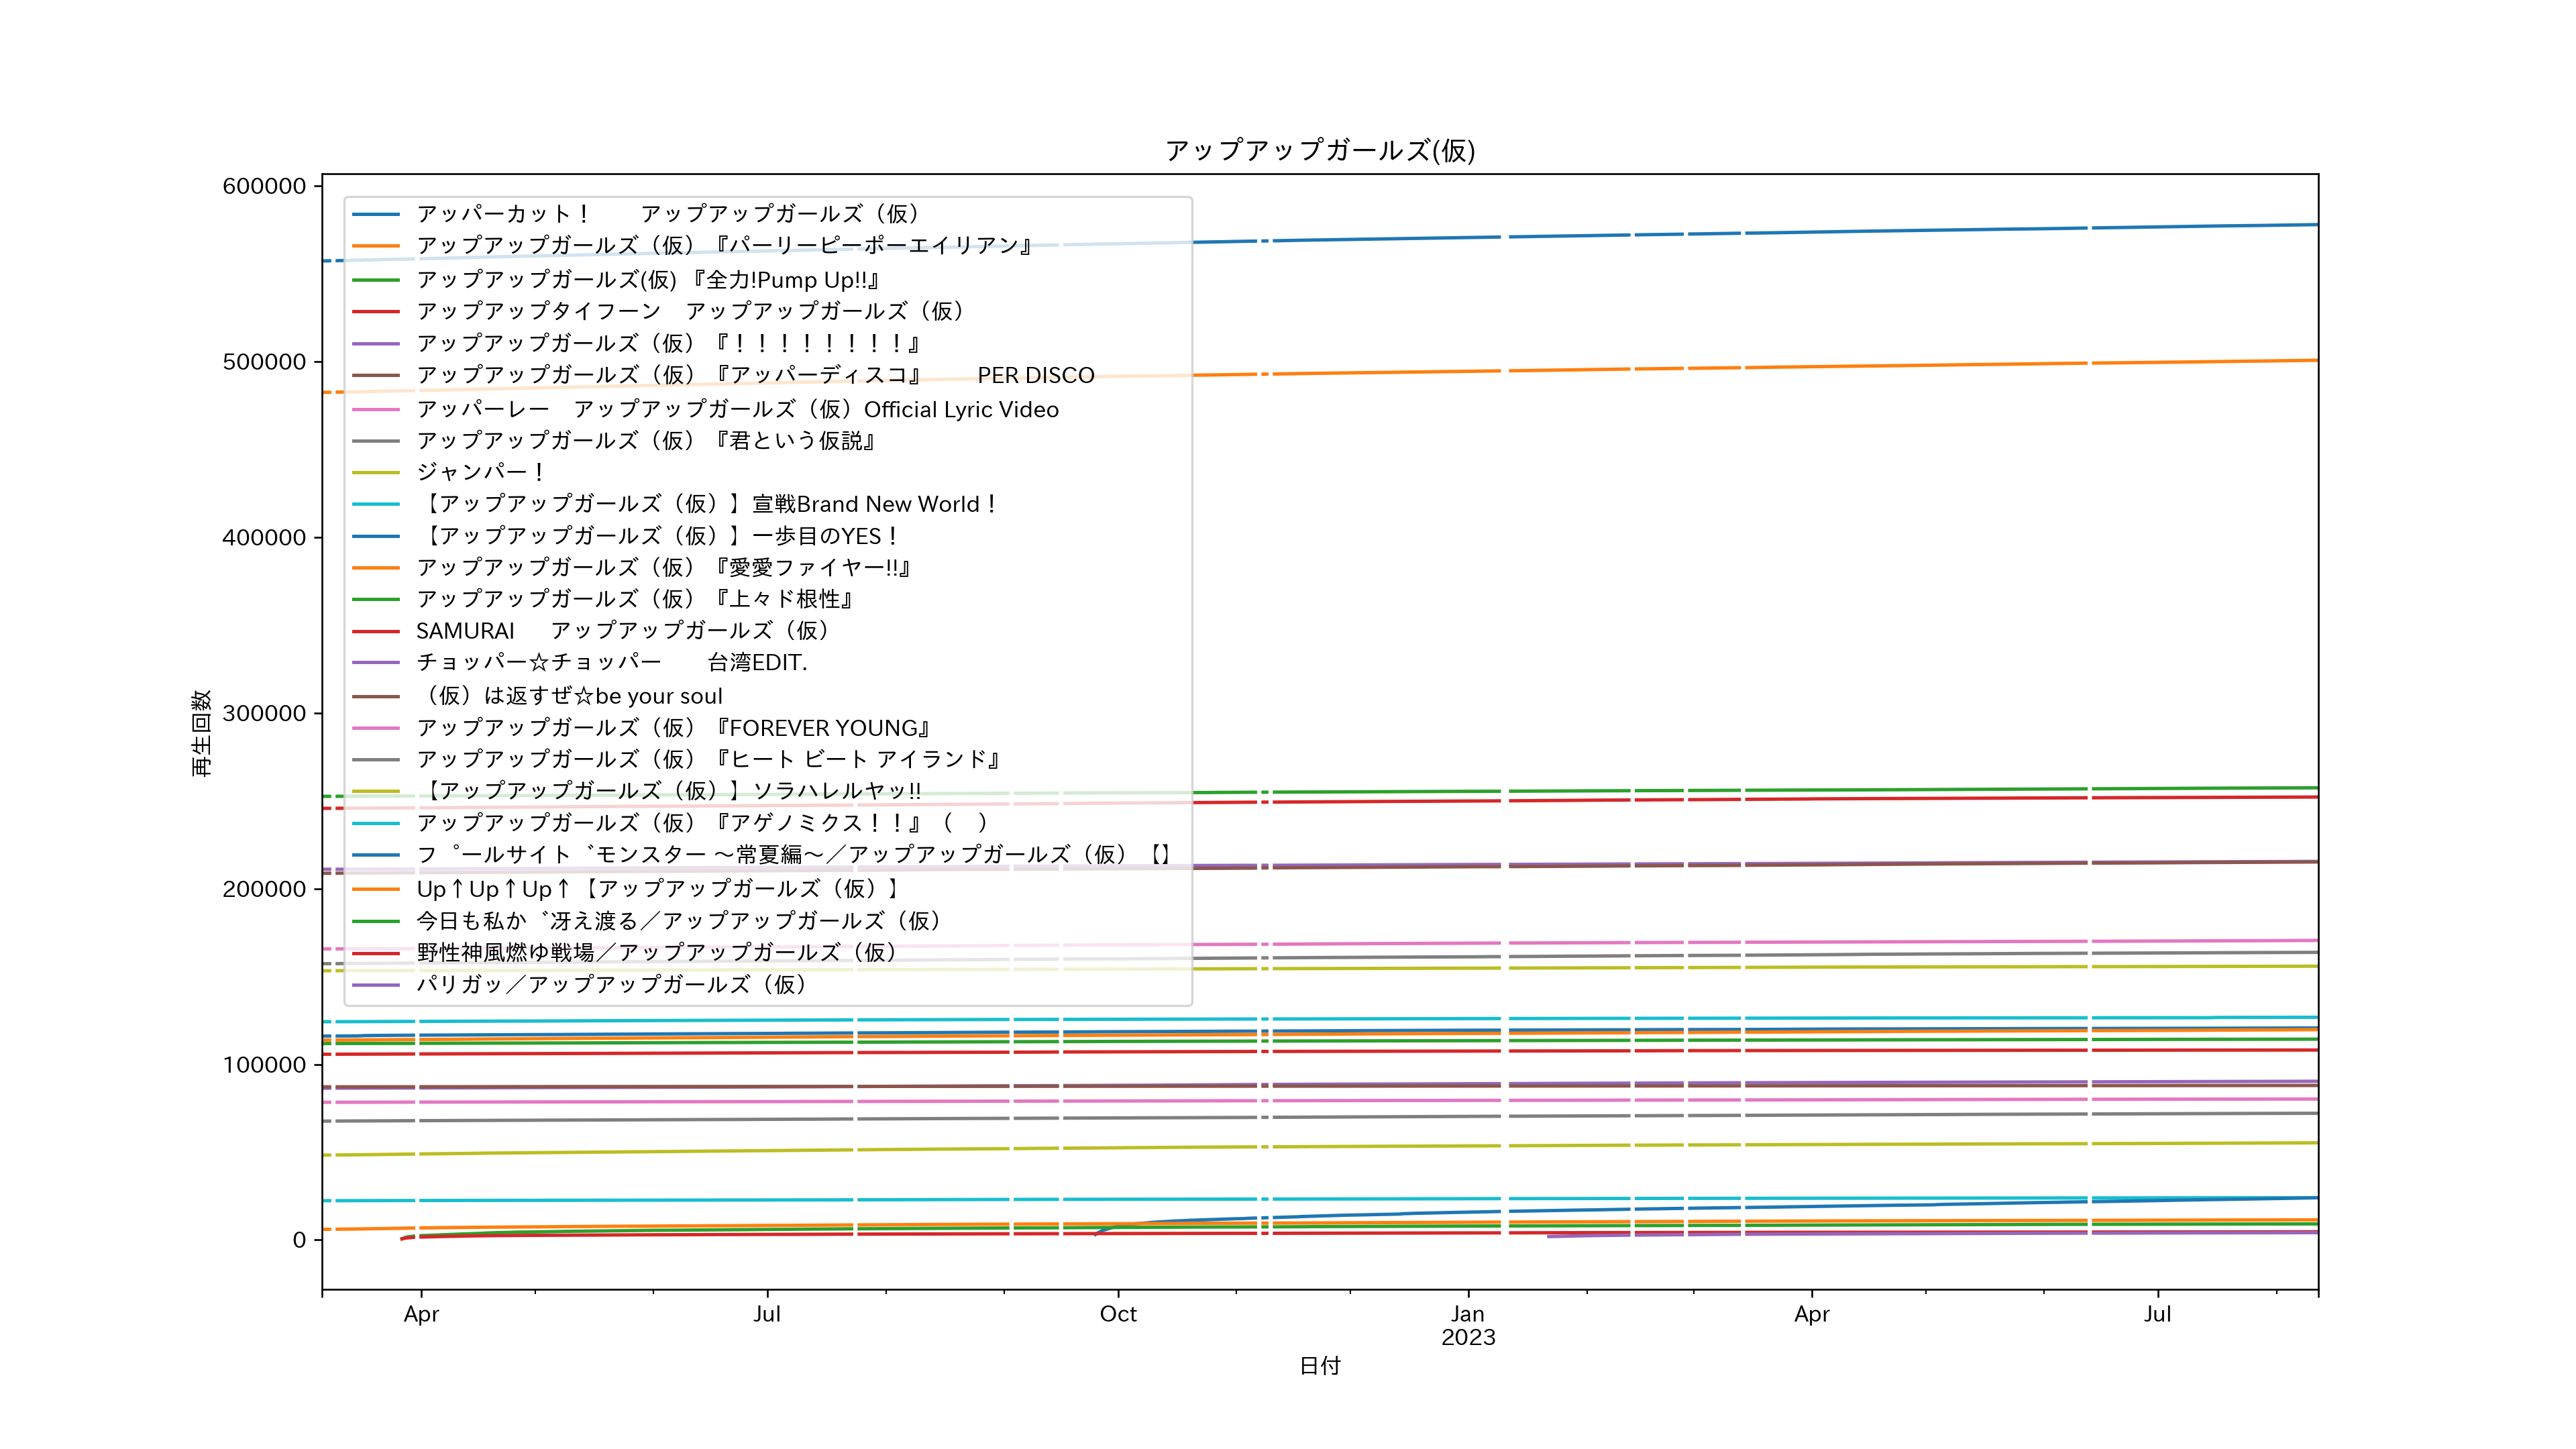 アップアップガールズ(仮)
600000
500000
400000
300000
200000
100000
0
再生回数
アッパーカット！　　アップアップガールズ（仮）
アップアップガールズ（仮）『パーリーピーポーエイリアン』
アップアップガールズ(仮) 『全力!Pump Up!!』
アップアップタイフーン　アップアップガールズ（仮）
アップアップガールズ（仮）『！！！！！！！！』
アップアップガールズ（仮）『アッパーディスコ』　　PER DISCO
アッパーレー　アップアップガールズ（仮）Official Lyric Video
アップアップガールズ（仮）『君という仮説』
ジャンパー！
【アップアップガールズ（仮）】宣戦Brand New World！
【アップアップガールズ（仮）】一歩目のYES！
アップアップガールズ（仮）『愛愛ファイヤー!!』
アップアップガールズ（仮）『上々ド根性』
SAMURAI　 アップアップガールズ（仮）
チョッパー☆チョッパー　　台湾EDIT.
（仮）は返すぜ☆be your soul
アップアップガールズ（仮）『FOREVER YOUNG』
アップアップガールズ（仮）『ヒート ビート アイランド』
【アップアップガールズ（仮）】ソラハレルヤッ!!
アップアップガールズ（仮）『アゲノミクス！！』（　）
フ゜ールサイト゛モンスター ～常夏編～／アップアップガールズ（仮）【】
Up↑Up↑Up↑【アップアップガールズ（仮）】
今日も私か゛冴え渡る／アップアップガールズ（仮）
野性神風燃ゆ戦場／アップアップガールズ（仮）
パリガッ／アップアップガールズ（仮）
Apr
Jul
Oct
Jan
2023
Apr
Jul
日付